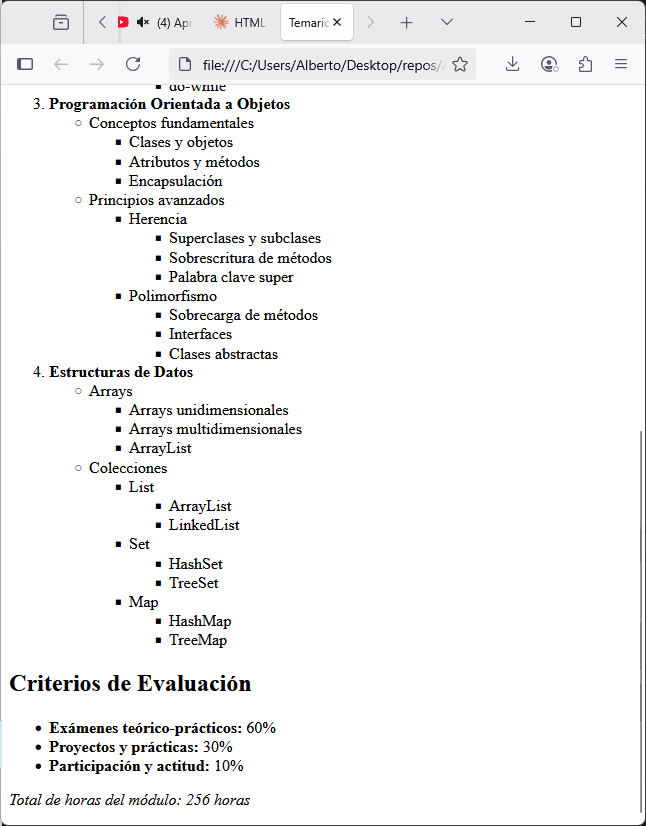 (4) Apr
HTML
Temario
file:///C:/Users/Alberto/Desktop/repos/
do-while
3. Programación Orientada a Objetos
Conceptos fundamentales
Clases y objetos
Atributos y métodos
Encapsulación
Principios avanzados
Herencia
Superclases y subclases
Sobrescritura de métodos
Palabra clave super
Polimorfismo
Sobrecarga de métodos
Interfaces
Clases abstractas
4. Estructuras de Datos
Arrays
Arrays unidimensionales
Arrays multidimensionales
ArrayList
Colecciones
List
ArrayList
LinkedList
Set
HashSet
TreeSet
Map
HashMap
TreeMap
Criterios de Evaluación
Exámenes teórico-prácticos: 60%
Proyectos y prácticas: 30%
Participación y actitud: 10%
Total de horas del módulo: 256 horas